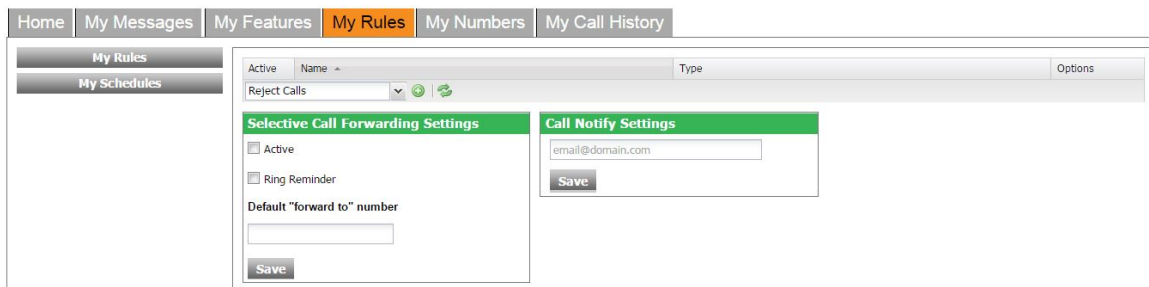 Home My Messages My Features My Rules My Numbers My Call History
My Rules
My Schedules
Active Name Type Options
Reject Calls
Selective Call Forwarding Settings
Active
Ring Reminder
Default "forward to" number
Save
Call Notify Settings
email@domain.com
Save